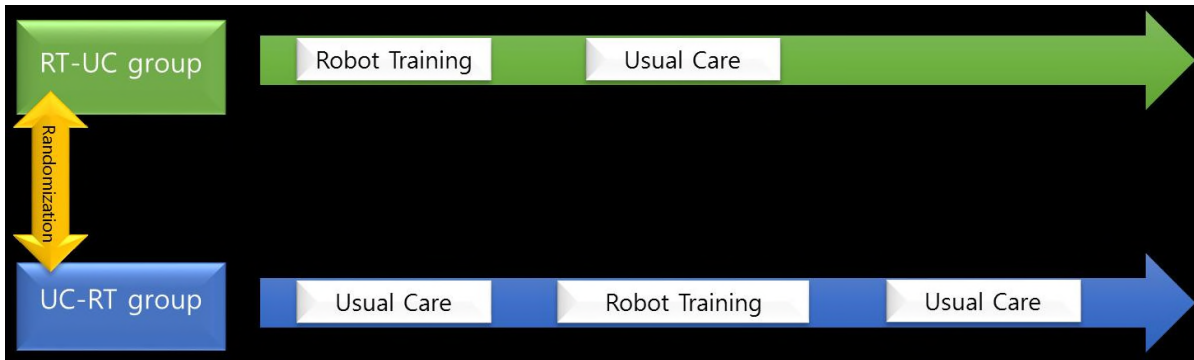 RT-UC group
Robot Training
Usual Care
Randomization
UC-RT group
Usual Care
Robot Training
Usual Care